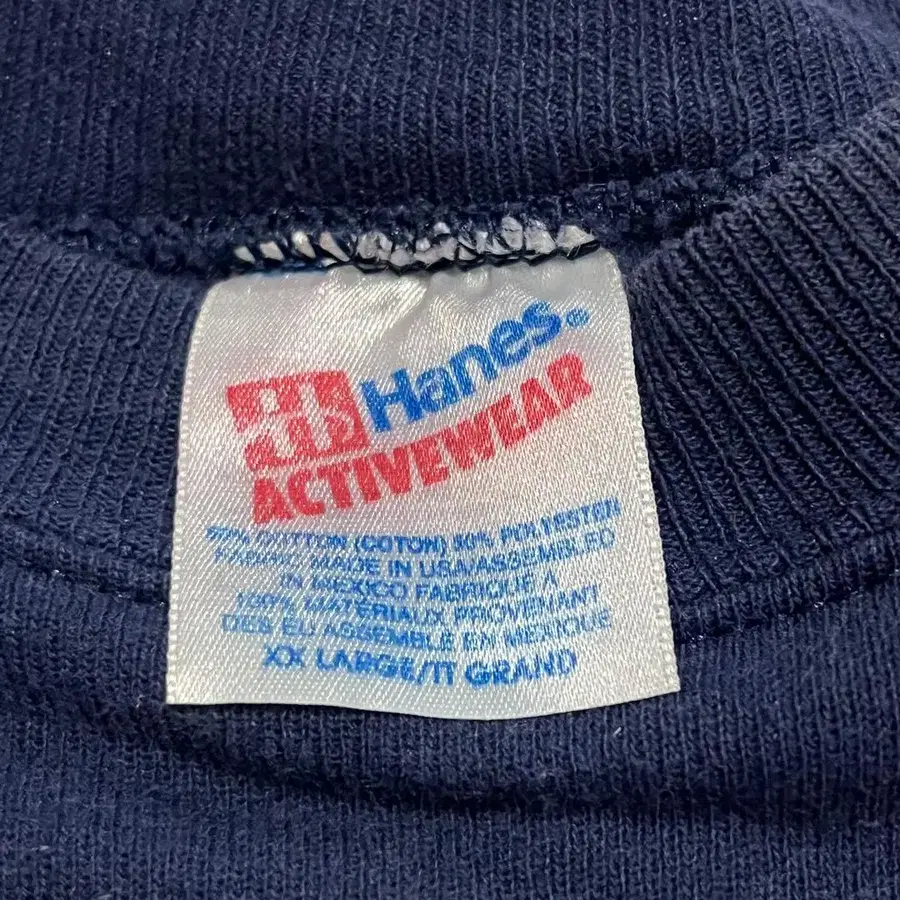 Hanes®
ACTIVEWEAR
50% COTTON (COTON) 50% POLYESTER
FABRIC MADE IN USA/ASSEMBLED
IN MEXICO FABRIQUE A
100% MATERIAUX PROVENANT
DES EU ASSEMBLÉ EN MEXIQUE
XX LARGE/TT GRAND